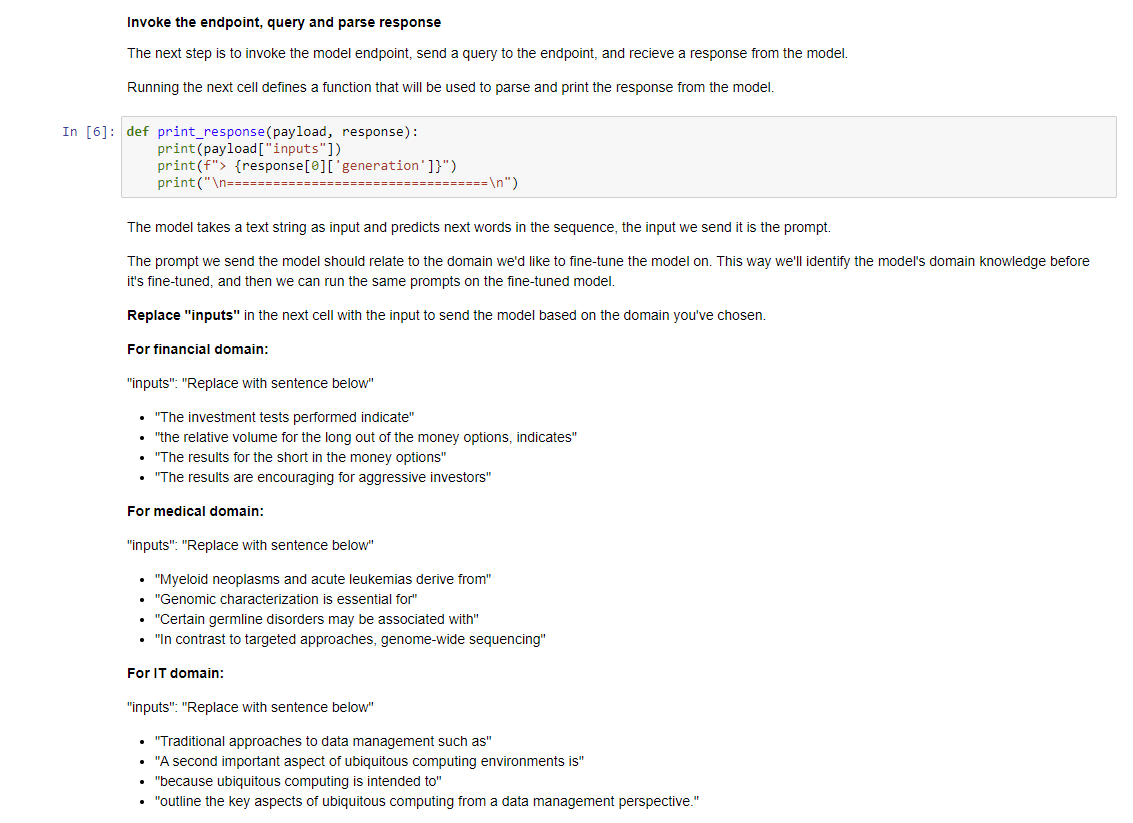 Invoke the endpoint, query and parse response
The next step is to invoke the model endpoint, send a query to the endpoint, and recieve a response from the model.
Running the next cell defines a function that will be used to parse and print the response from the model.
In [6]: def print_response(payload, response):
    print(payload["inputs"])
    print(f"> {response[0]['generation']}")
    print("\n==================================\n")
The model takes a text string as input and predicts next words in the sequence, the input we send it is the prompt.
The prompt we send the model should relate to the domain we'd like to fine-tune the model on. This way we'll identify the model's domain knowledge before
it's fine-tuned, and then we can run the same prompts on the fine-tuned model.
Replace "inputs" in the next cell with the input to send the model based on the domain you've chosen.
For financial domain:
"inputs": "Replace with sentence below"
• "The investment tests performed indicate"
• "the relative volume for the long out of the money options, indicates"
• "The results for the short in the money options"
• "The results are encouraging for aggressive investors"
For medical domain:
"inputs": "Replace with sentence below"
• "Myeloid neoplasms and acute leukemias derive from"
• "Genomic characterization is essential for"
• "Certain germline disorders may be associated with"
• "In contrast to targeted approaches, genome-wide sequencing"
For IT domain:
"inputs": "Replace with sentence below"
• "Traditional approaches to data management such as"
• "A second important aspect of ubiquitous computing environments is"
• "because ubiquitous computing is intended to"
• "outline the key aspects of ubiquitous computing from a data management perspective."